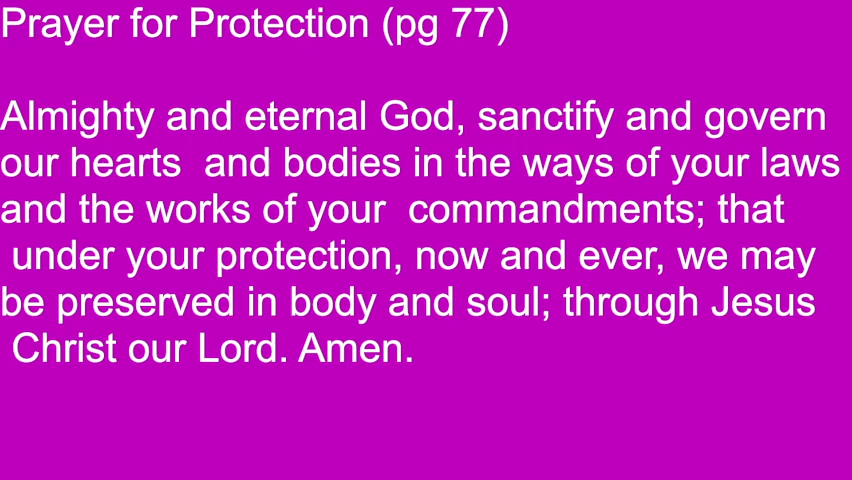 Prayer for Protection (pg 77)
Almighty and eternal God, sanctify and govern
our hearts  and bodies in the ways of your laws
and the works of your  commandments; that
under your protection, now and ever, we may
be preserved in body and soul; through Jesus
Christ our Lord. Amen.